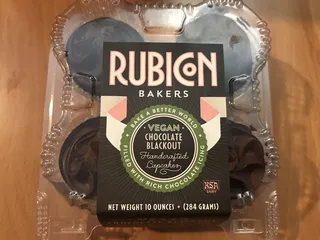 RUBICON
BAKERS
BAKE A BETTER WORLD
VEGAN
CHOCOLATE
BLACKOUT
Handcrafted
Cupcakes
FILLED WITH RICH CHOCOLATE ICING
NET WEIGHT 10 OUNCES • (284 GRAMS)